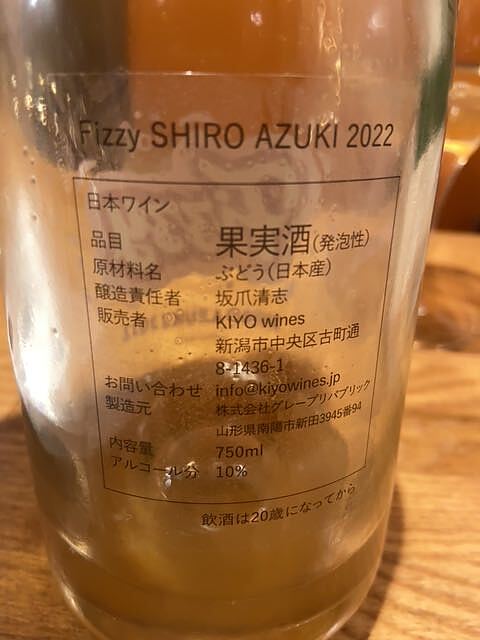 Fizzy SHIRO AZUKI 2022
日本ワイン
品目 果実酒(発泡性)
原材料名 ぶどう(日本産)
醸造責任者 坂爪清志
販売者 KIYO wines
新潟市中央区古町通
8-1436-1
お問い合わせ info@kiyowines.jp
製造元 株式会社グレープリパブリック
山形県南陽市新田3945番94
内容量 750ml
アルコール分 10%
飲酒は20歳になってから